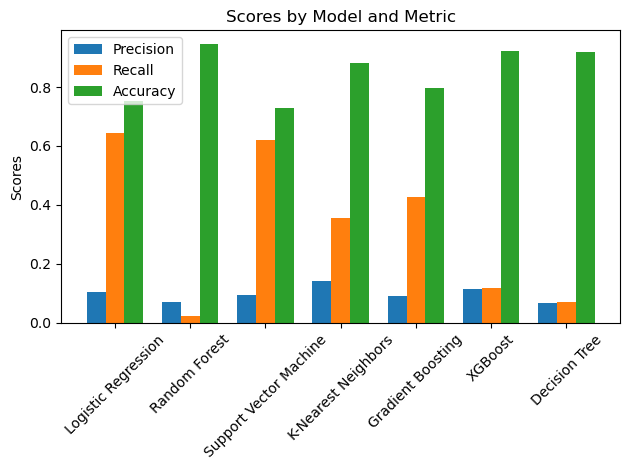 Scores by Model and Metric
Precision
Recall
Accuracy
Scores
0.8
0.6
0.4
0.2
0.0
Logistic Regression
Random Forest
Support Vector Machine
K-Nearest Neighbors
Gradient Boosting
XGBoost
Decision Tree